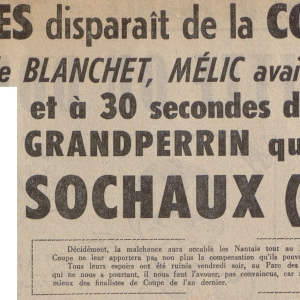 ES disparaît de la CO
e BLANCHET, MÉLIC avai
et à 30 secondes d
GRANDPERRIN qu
SOCHAUX (
Décidément, la malchance aura accablé les Nantais tout au
Coupe ne leur apportera pas non plus la compensation qu'ils pouv
Tous leurs espoirs ont été ruinés vendredi soir, au Parc des
qui ne nous a pourtant, il nous faut l'avouer, pas convaincus, car
mieux des finalistes de Coupe de l'an dernier.